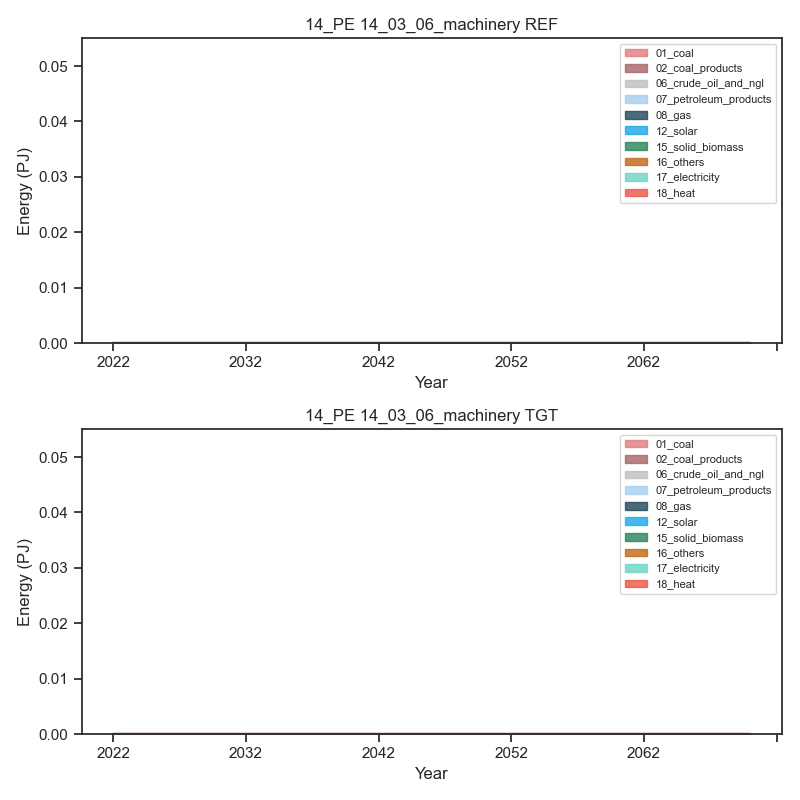 14_PE 14_03_06_machinery REF
0.05
0.04
0.03
0.02
0.01
0.00
Energy (PJ)
01_coal
02_coal_products
06_crude_oil_and_ngl
07_petroleum_products
08_gas
12_solar
15_solid_biomass
16_others
17_electricity
18_heat
2022 2032 2042 2052 2062
Year
14_PE 14_03_06_machinery TGT
0.05
0.04
0.03
0.02
0.01
0.00
Energy (PJ)
01_coal
02_coal_products
06_crude_oil_and_ngl
07_petroleum_products
08_gas
12_solar
15_solid_biomass
16_others
17_electricity
18_heat
2022 2032 2042 2052 2062
Year